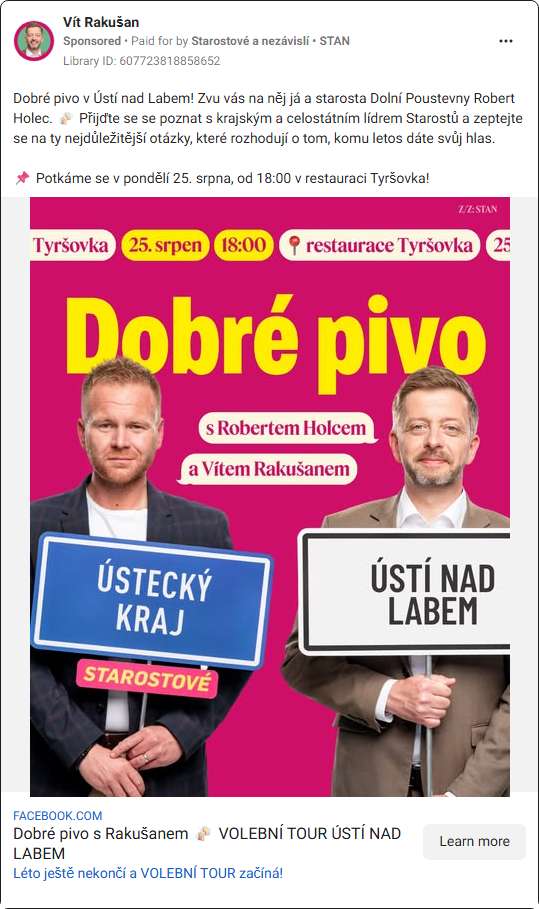 Vít Rakušan
Sponsored • Paid for by Starostové a nezávislí • STAN
Library ID: 607723818858652
Dobré pivo v Ústí nad Labem! Zvu vás na něj já a starosta Dolní Poustevny Robert
Holec. 🍻 Přijďte se se poznat s krajským a celostátním lídrem Starostů a zeptejte
se na ty nejdůležitější otázky, které rozhodují o tom, komu letos dáte svůj hlas.
📌 Potkáme se v pondělí 25. srpna, od 18:00 v restauraci Tyršovka!
Z/Z: STAN
Tyršovka 25. srpen 18:00 📍 restaurace Tyršovka 25
Dobré pivo
s Robertem Holcem
a Vítem Rakušanem
ÚSTECKÝ
KRAJ
STAROSTOVÉ
ÚSTÍ NAD
LABEM
FACEBOOK.COM
Dobré pivo s Rakušanem 🍻 VOLEBNÍ TOUR ÚSTÍ NAD
LABEM
Léto ještě nekončí a VOLEBNÍ TOUR začíná!
Learn more